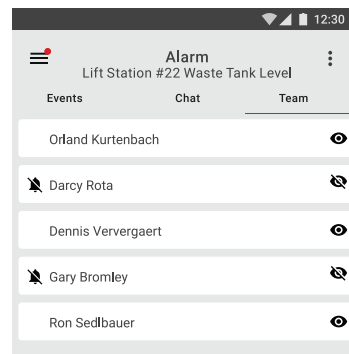 12:30
Alarm
Lift Station #22 Waste Tank Level
Events Chat Team
Orland Kurtenbach
Darcy Rota
Dennis Ververgaert
Gary Bromley
Ron Sedlbauer